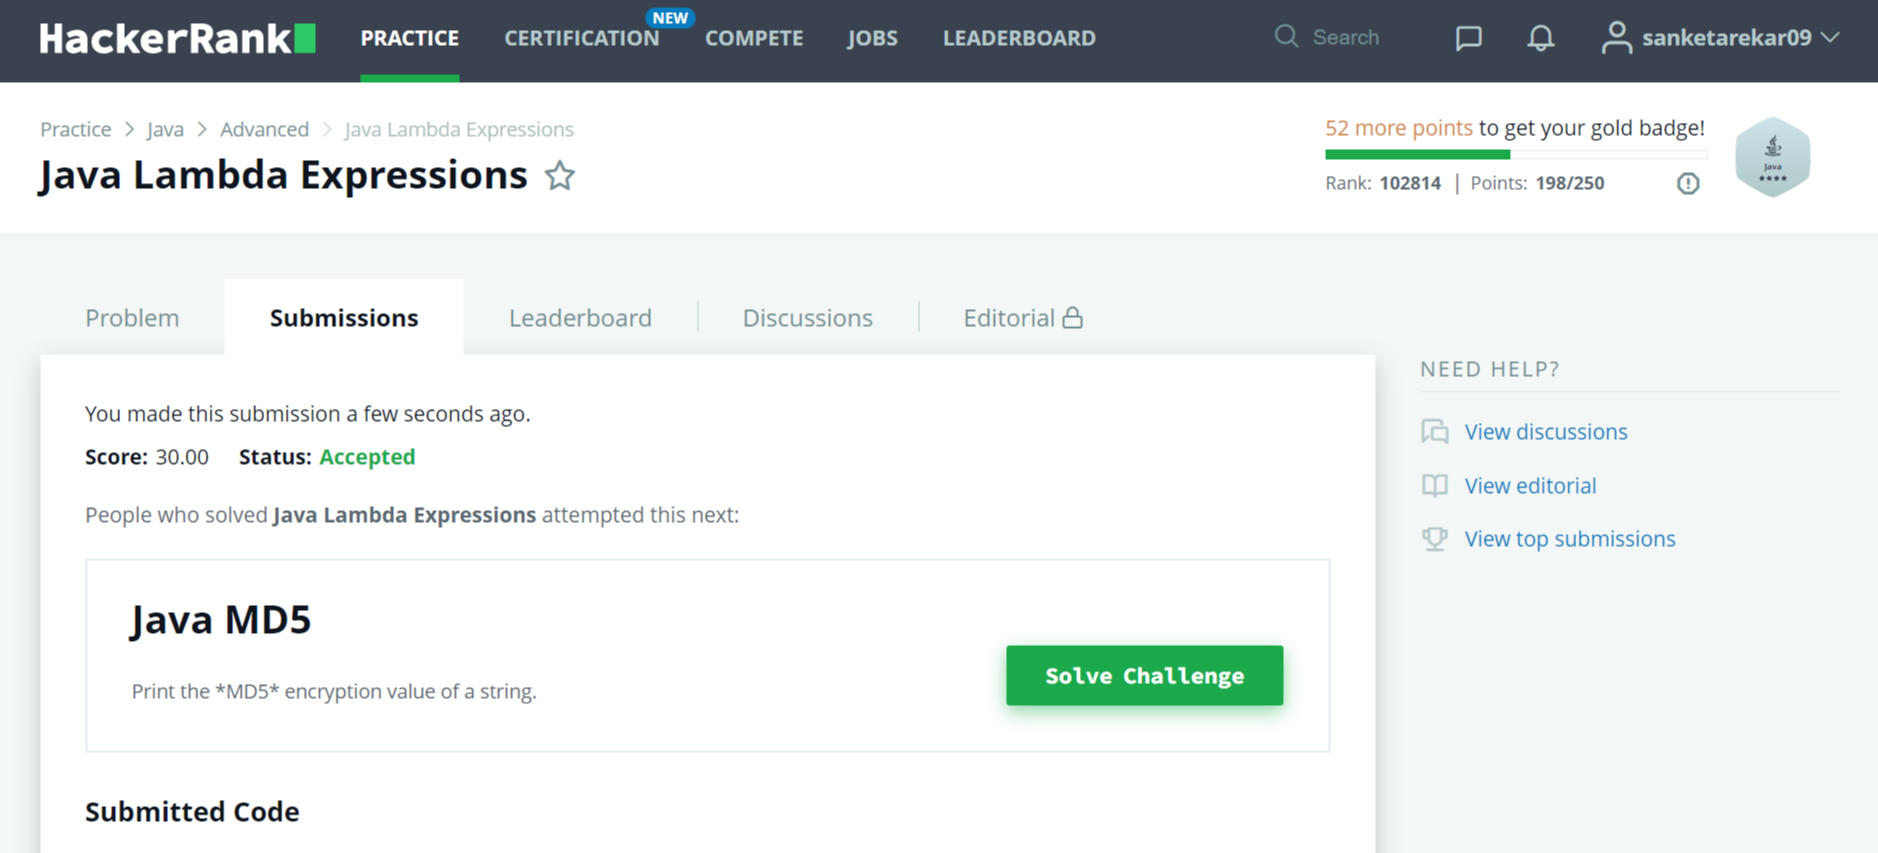 HackerRank
PRACTICE
CERTIFICATION
NEW
COMPETE
JOBS
LEADERBOARD
Search
sanketarekar09
Practice > Java > Advanced > Java Lambda Expressions
Java Lambda Expressions
52 more points to get your gold badge!
Rank: 102814 | Points: 198/250
Java
Problem
Submissions
Leaderboard
Discussions
Editorial
You made this submission a few seconds ago.
Score: 30.00 Status: Accepted
People who solved Java Lambda Expressions attempted this next:
Java MD5
Print the *MD5* encryption value of a string.
Solve Challenge
Submitted Code
NEED HELP?
View discussions
View editorial
View top submissions